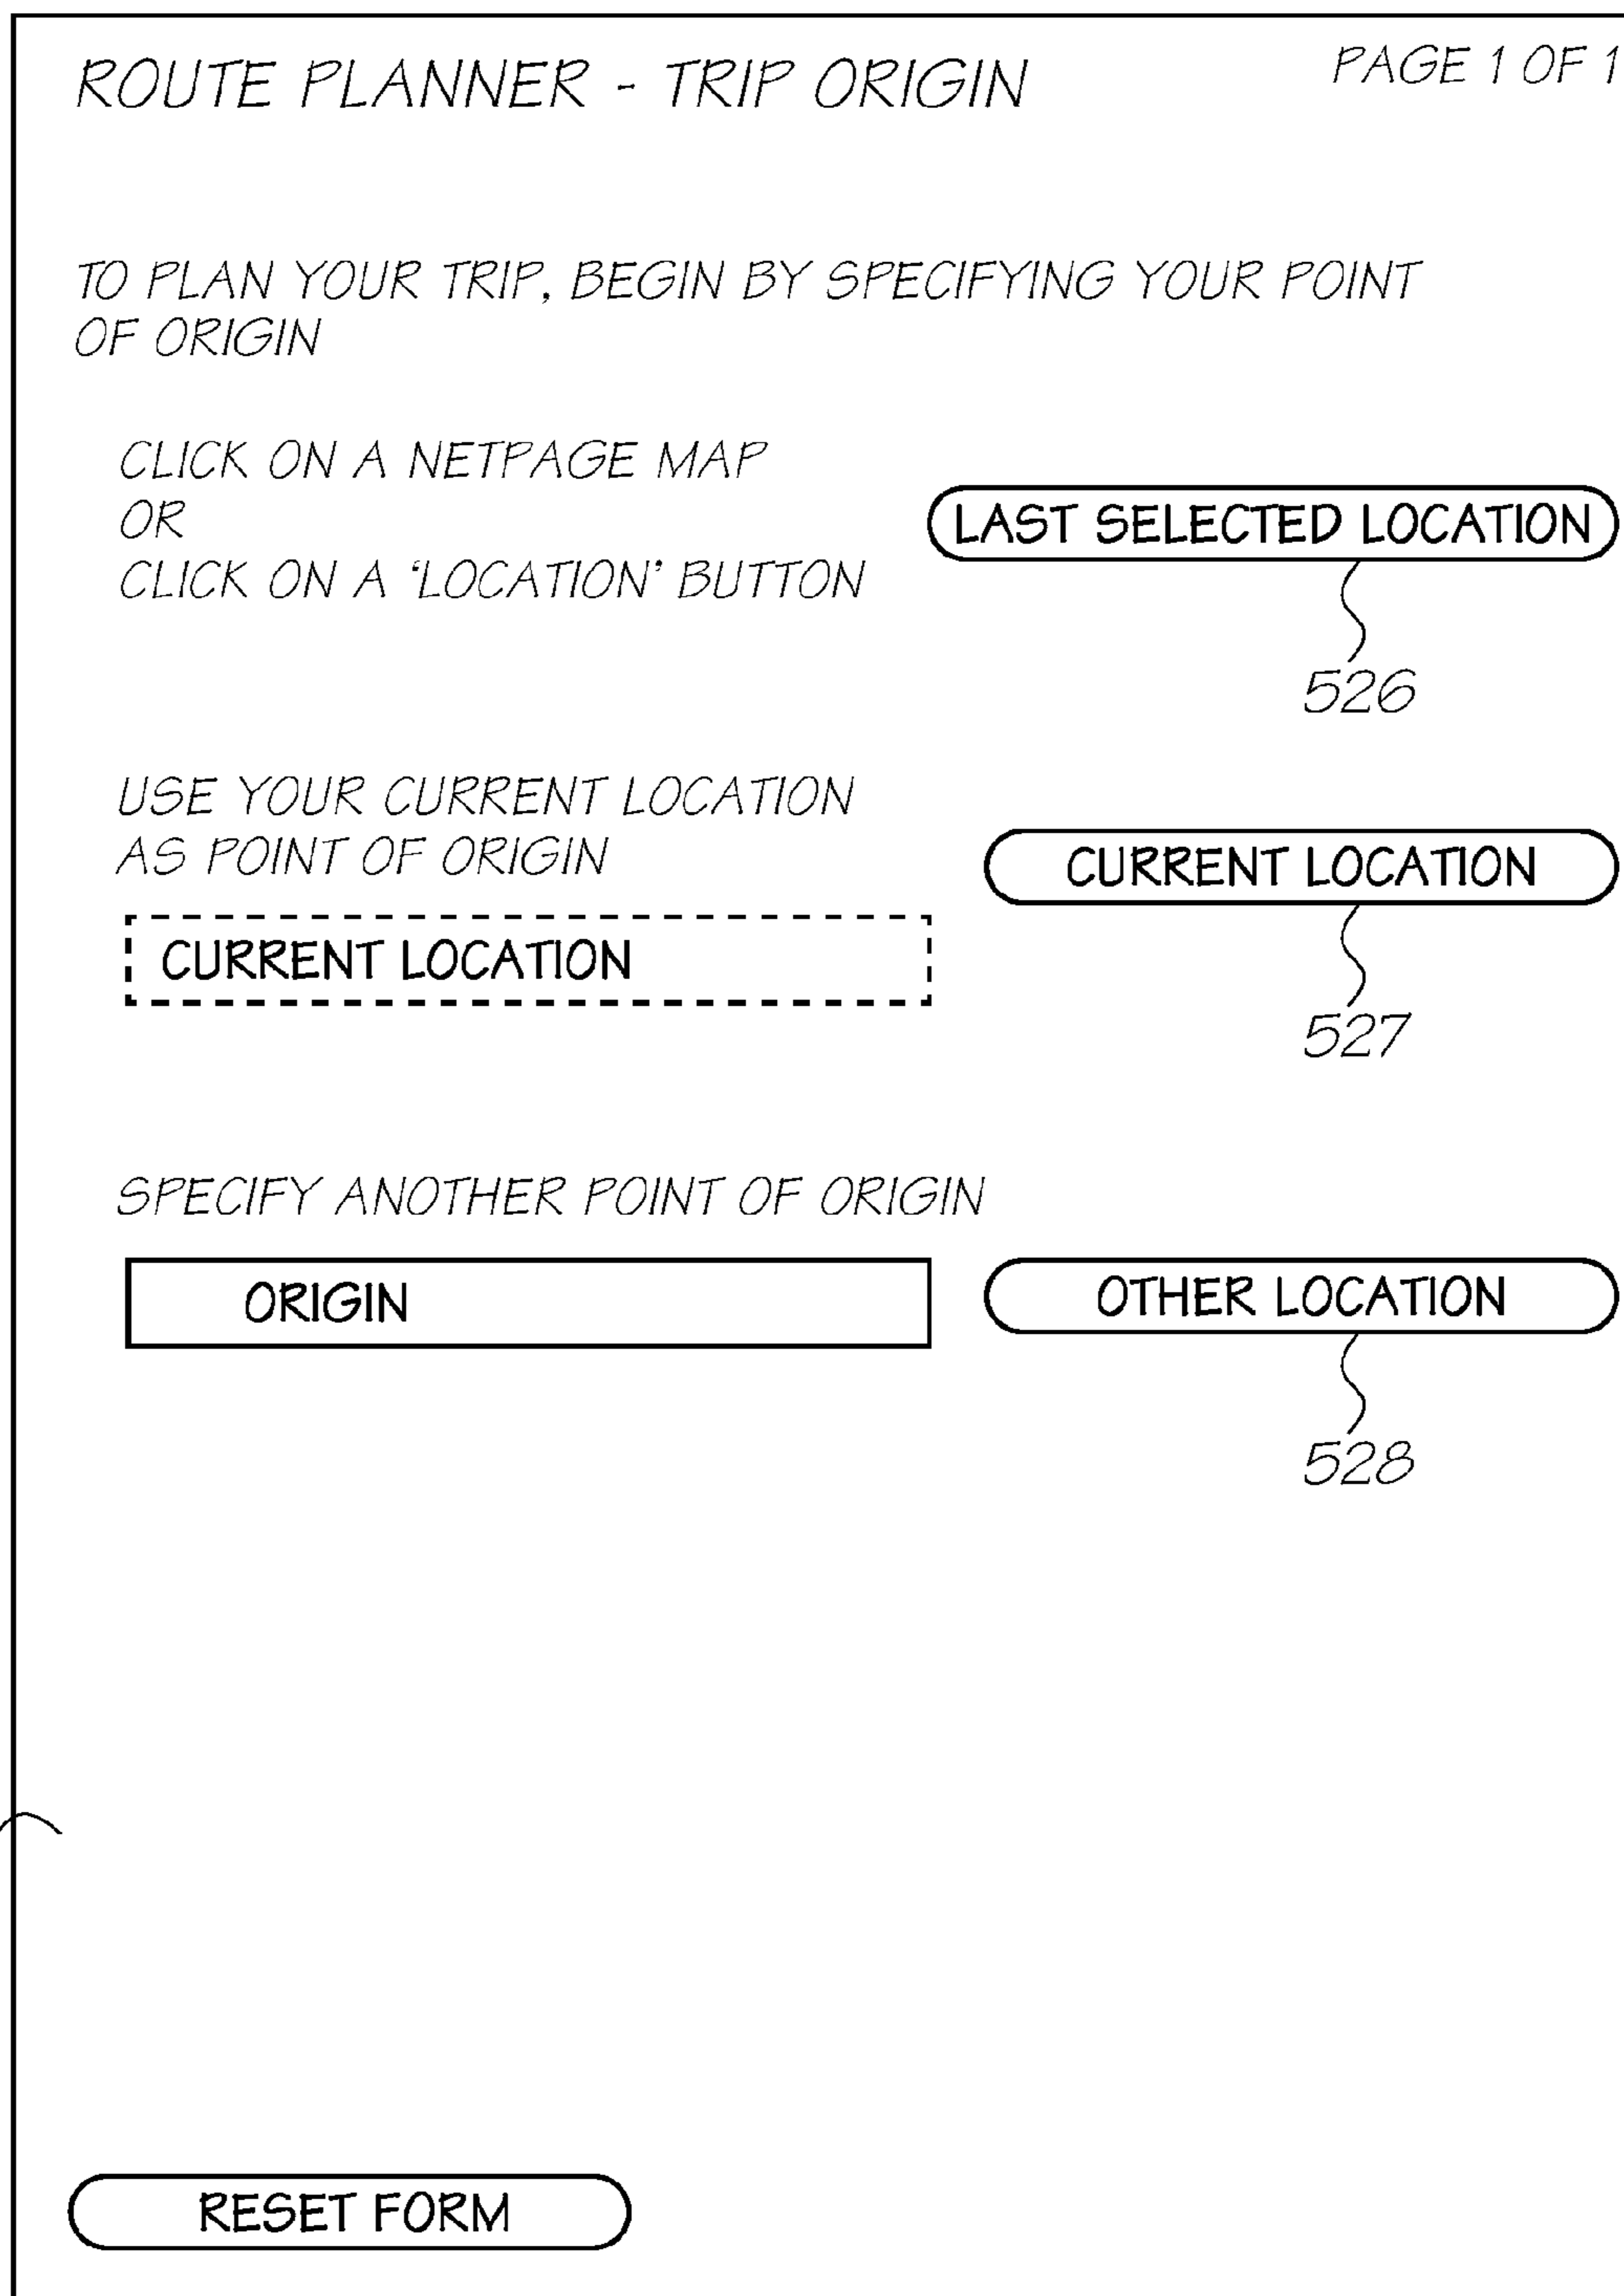 ROUTE PLANNER - TRIP ORIGIN
PAGE 1 OF 1
TO PLAN YOUR TRIP, BEGIN BY SPECIFYING YOUR POINT
OF ORIGIN
CLICK ON A NETPAGE MAP
OR
CLICK ON A 'LOCATION' BUTTON
LAST SELECTED LOCATION
526
USE YOUR CURRENT LOCATION
AS POINT OF ORIGIN
CURRENT LOCATION
CURRENT LOCATION
527
SPECIFY ANOTHER POINT OF ORIGIN
ORIGIN
OTHER LOCATION
528
RESET FORM